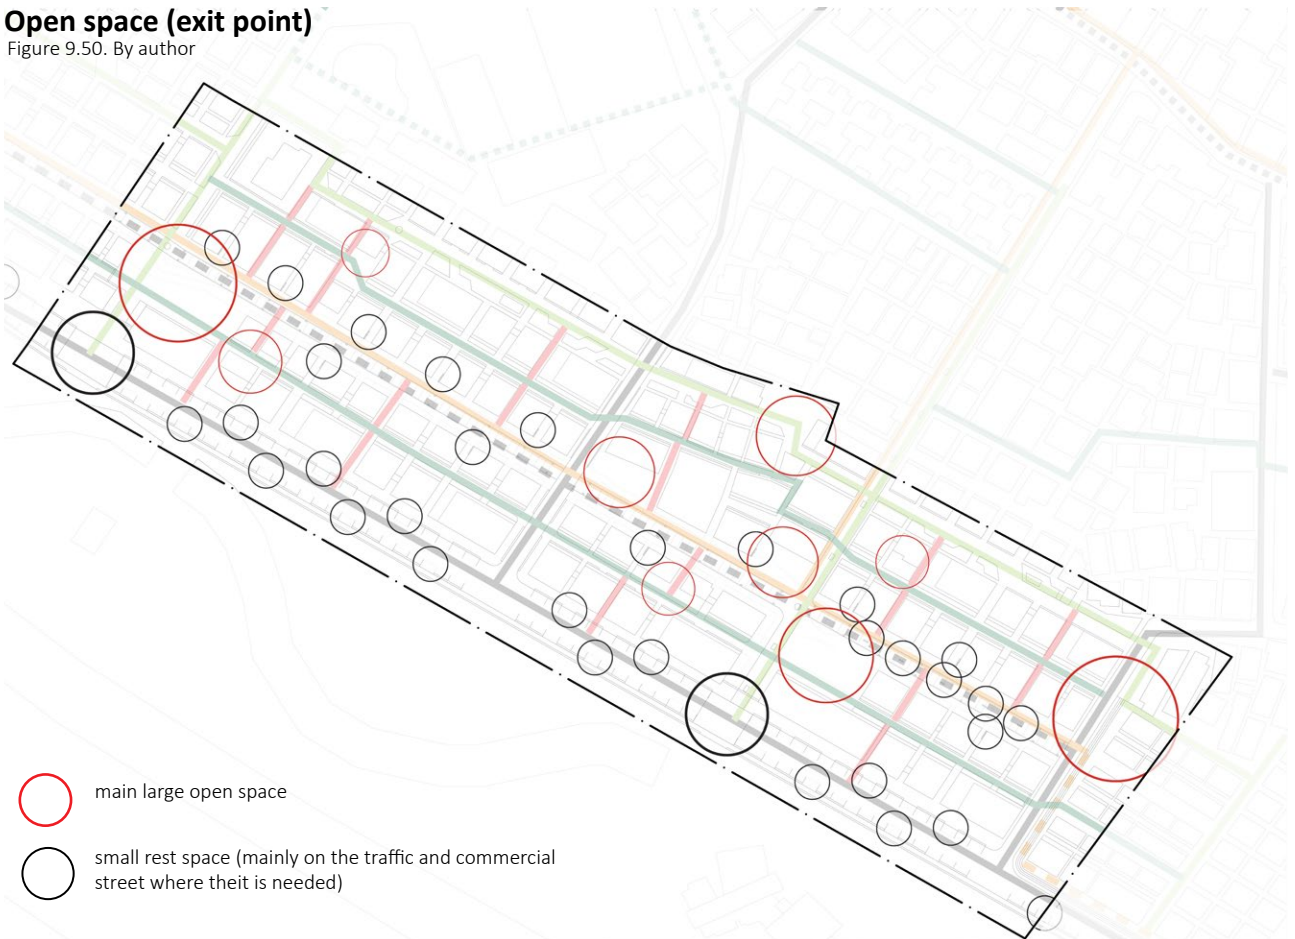 Open space (exit point)
Figure 9.50. By author
main large open space
small rest space (mainly on the traffic and commercial
street where theit is needed)